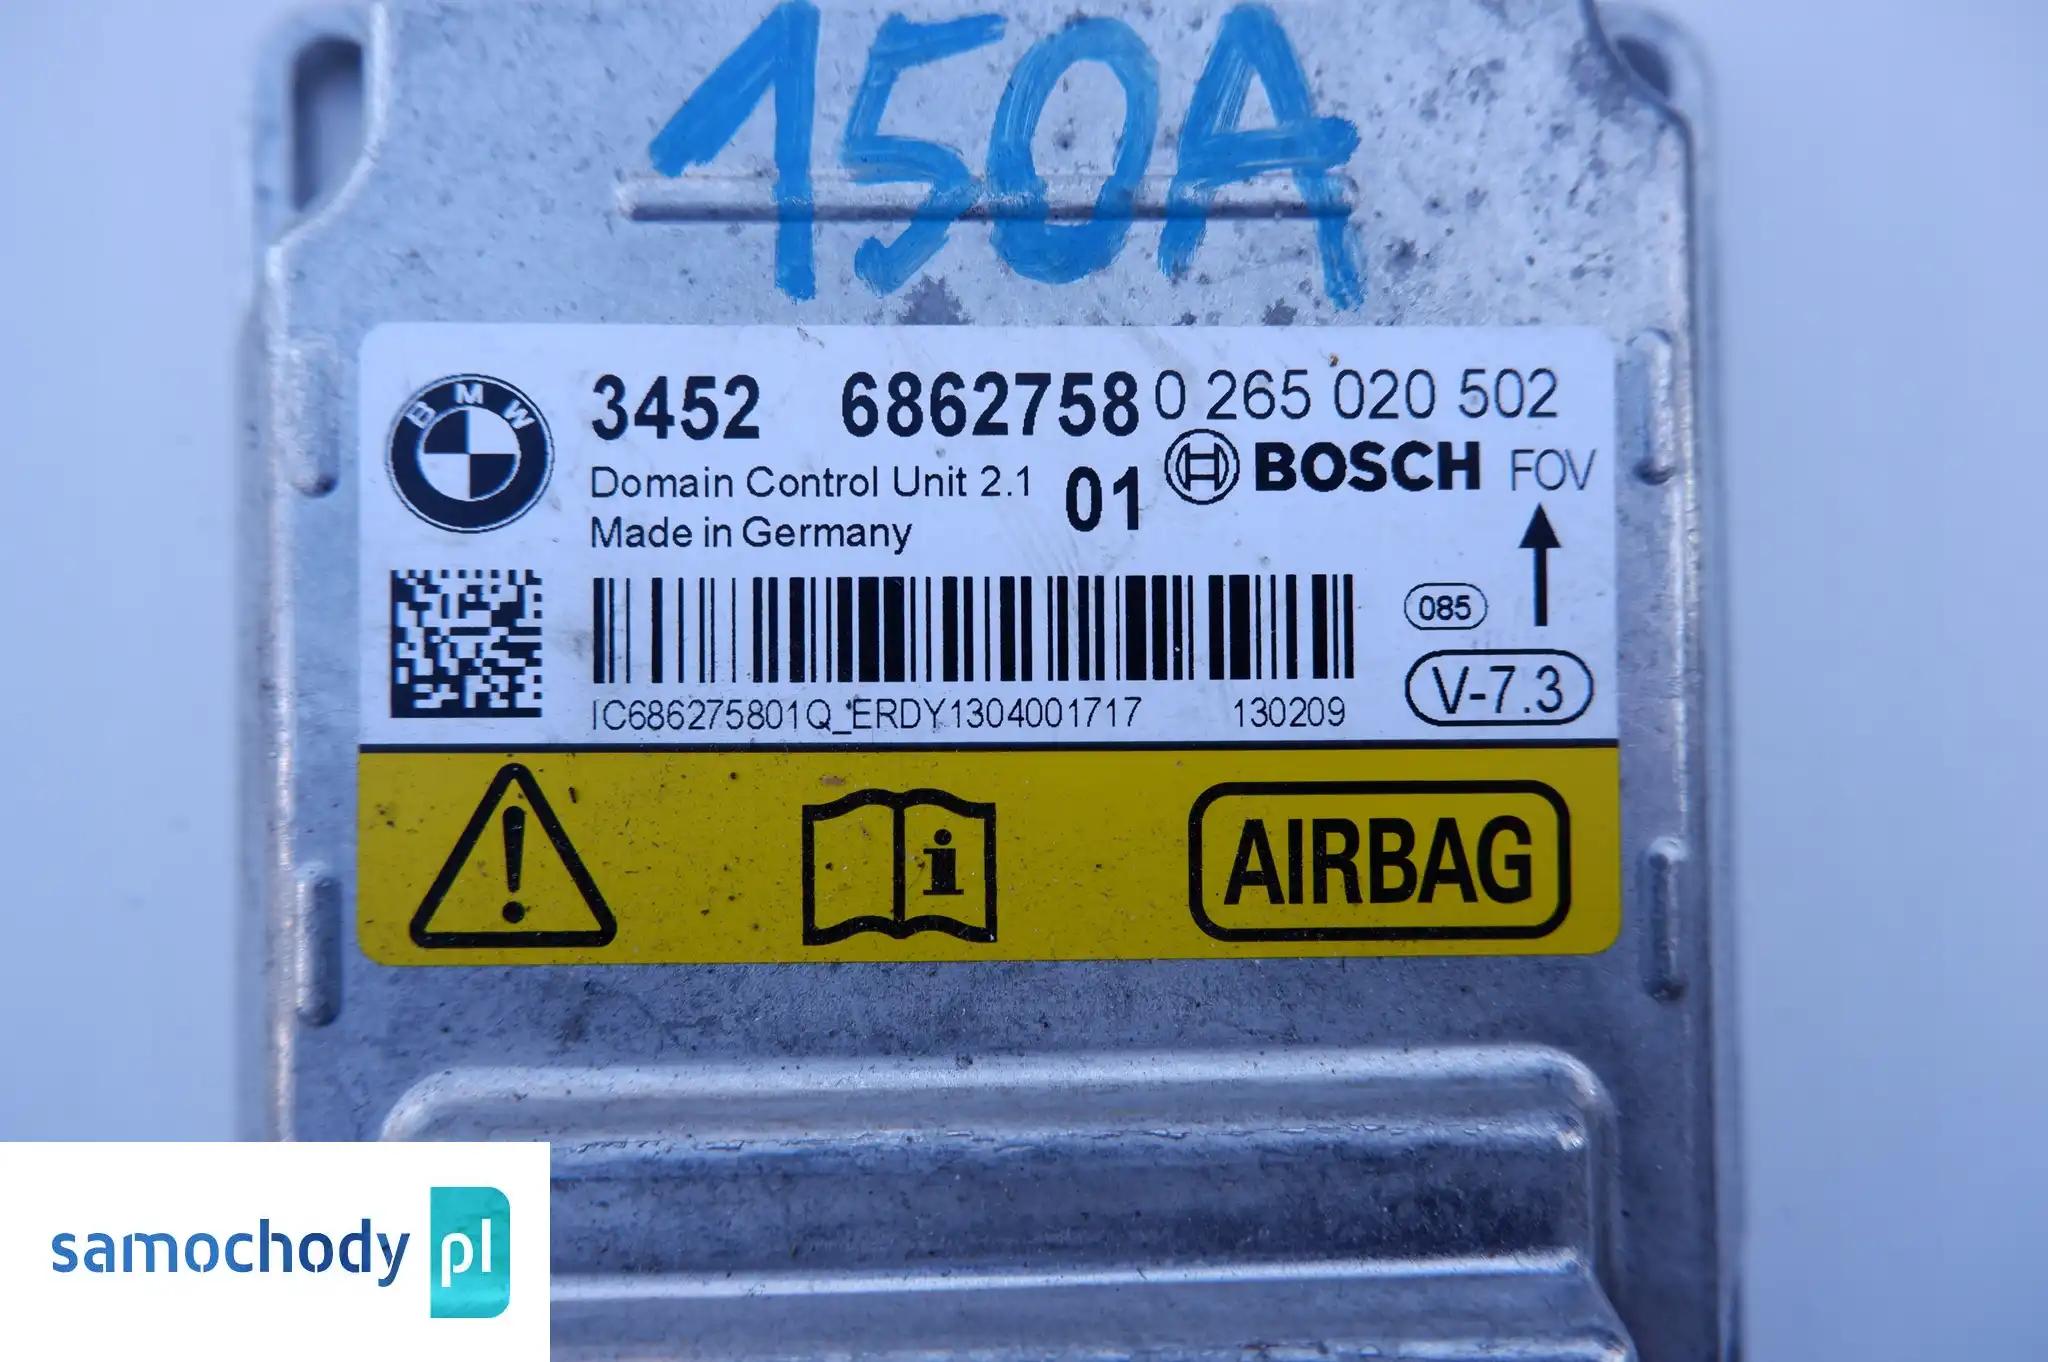 150A
BMW
3452 6862758 0 265 020 502
Domain Control Unit 2.1 01 BOSCH FOV
Made in Germany
085
V-7.3
IC686275801Q_ERDY1304001717 130209
i
AIRBAG
samochody pl